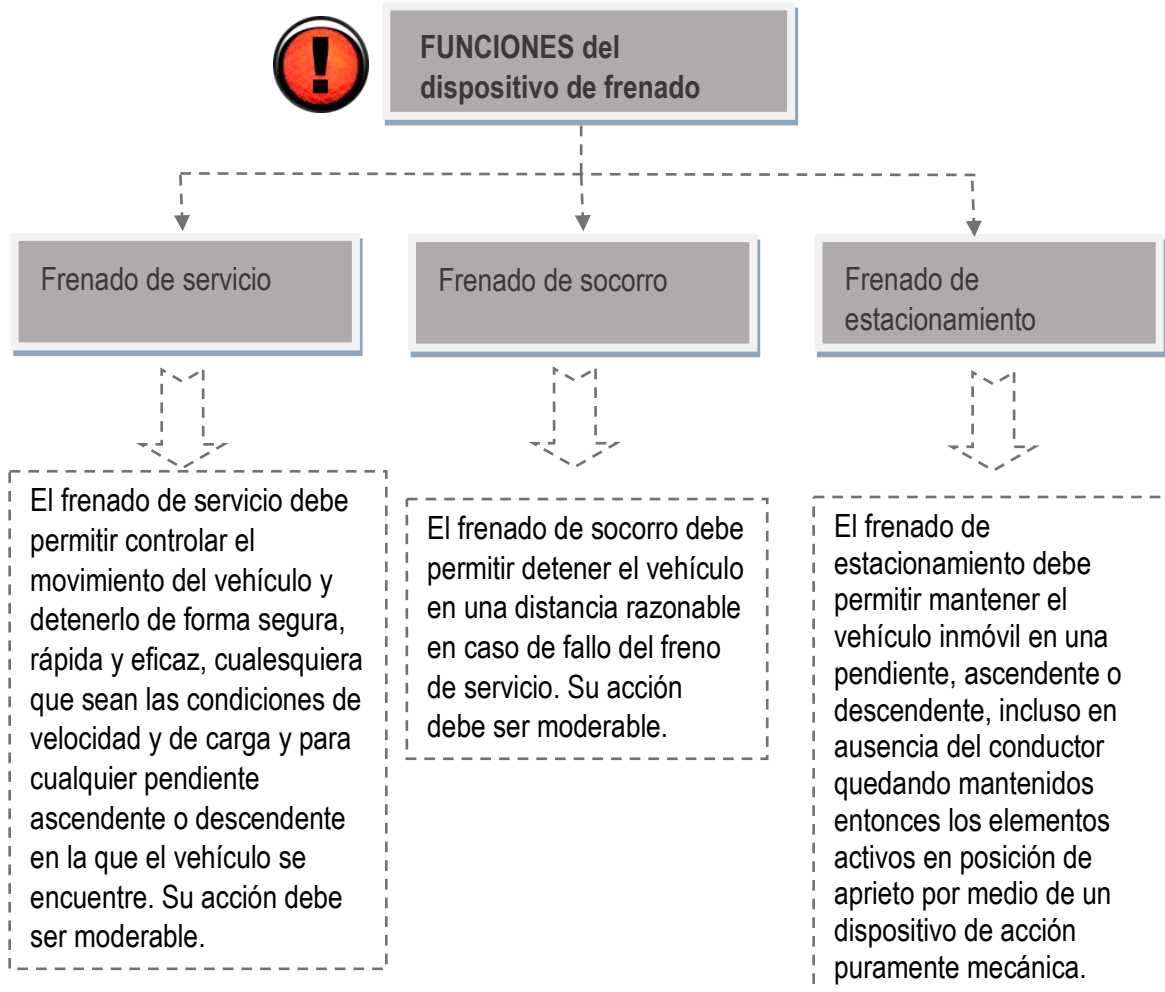 FUNCIONES del
dispositivo de frenado
Frenado de servicio
Frenado de socorro
Frenado de
estacionamiento
El frenado de servicio debe
permitir controlar el
movimiento del vehículo y
detenerlo de forma segura,
rápida y eficaz, cualesquiera
que sean las condiciones de
velocidad y de carga y para
cualquier pendiente
ascendente o descendente
en la que el vehículo se
encuentre. Su acción debe
ser moderable.
El frenado de socorro debe
permitir detener el vehículo
en una distancia razonable
en caso de fallo del freno
de servicio. Su acción
debe ser moderable.
El frenado de
estacionamiento debe
permitir mantener el
vehículo inmóvil en una
pendiente, ascendente o
descendente, incluso en
ausencia del conductor
quedando mantenidos
entonces los elementos
activos en posición de
aprieto por medio de un
dispositivo de acción
puramente mecánica.